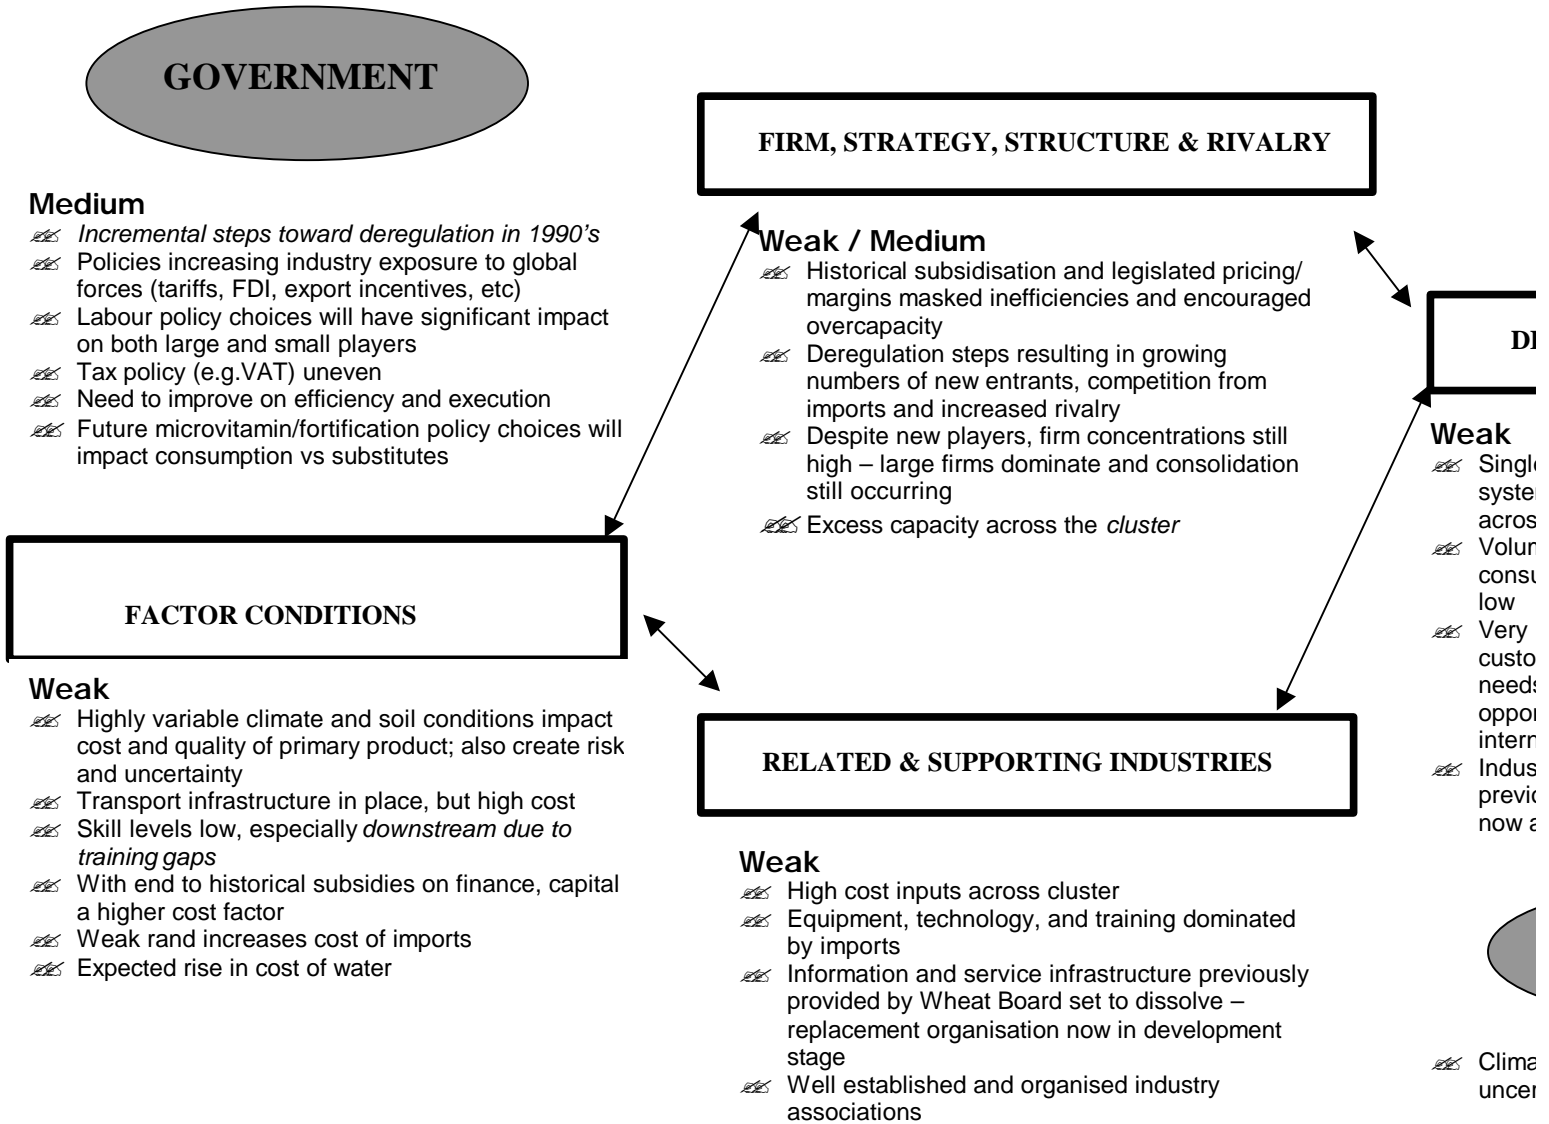 GOVERNMENT
Medium
Incremental steps toward deregulation in 1990’s
Policies increasing industry exposure to global
forces (tariffs, FDI, export incentives, etc)
Labour policy choices will have significant impact
on both large and small players
Tax policy (e.g.VAT) uneven
Need to improve on efficiency and execution
Future microvitamin/fortification policy choices will
impact consumption vs substitutes
FIRM, STRATEGY, STRUCTURE & RIVALRY
Weak / Medium
Historical subsidisation and legislated pricing/
margins masked inefficiencies and encouraged
overcapacity
Deregulation steps resulting in growing
numbers of new entrants, competition from
imports and increased rivalry
Despite new players, firm concentrations still
high – large firms dominate and consolidation
still occurring
Excess capacity across the cluster
FACTOR CONDITIONS
Weak
Highly variable climate and soil conditions impact
cost and quality of primary product; also create risk
and uncertainty
Transport infrastructure in place, but high cost
Skill levels low, especially downstream due to
training gaps
With end to historical subsidies on finance, capital
a higher cost factor
Weak rand increases cost of imports
Expected rise in cost of water
RELATED & SUPPORTING INDUSTRIES
Weak
High cost inputs across cluster
Equipment, technology, and training dominated
by imports
Information and service infrastructure previously
provided by Wheat Board set to dissolve –
replacement organisation now in development
stage
Well established and organised industry
associations
Weak
low
Very
now